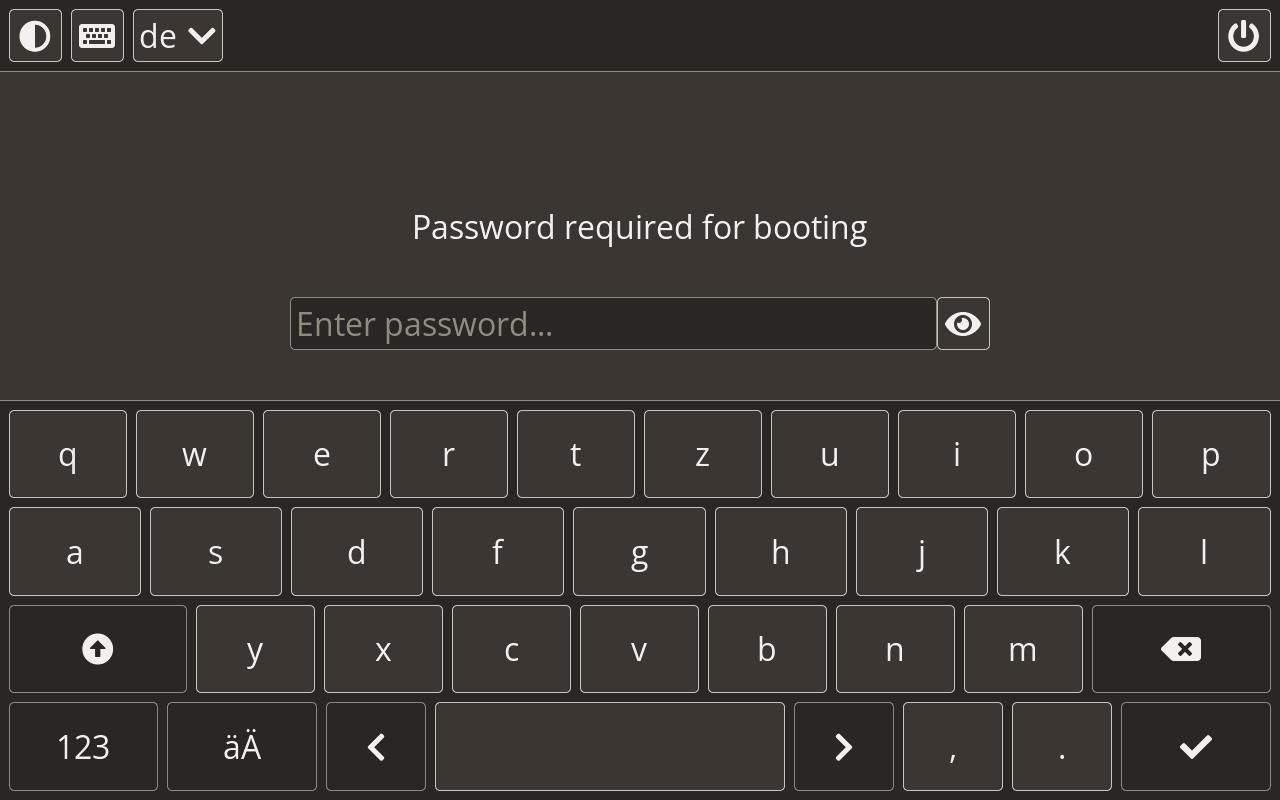 de
Password required for booting
Enter password...
q w e r t z u i o p
a s d f g h j k l
y x c v b n m
123 äÄ , .